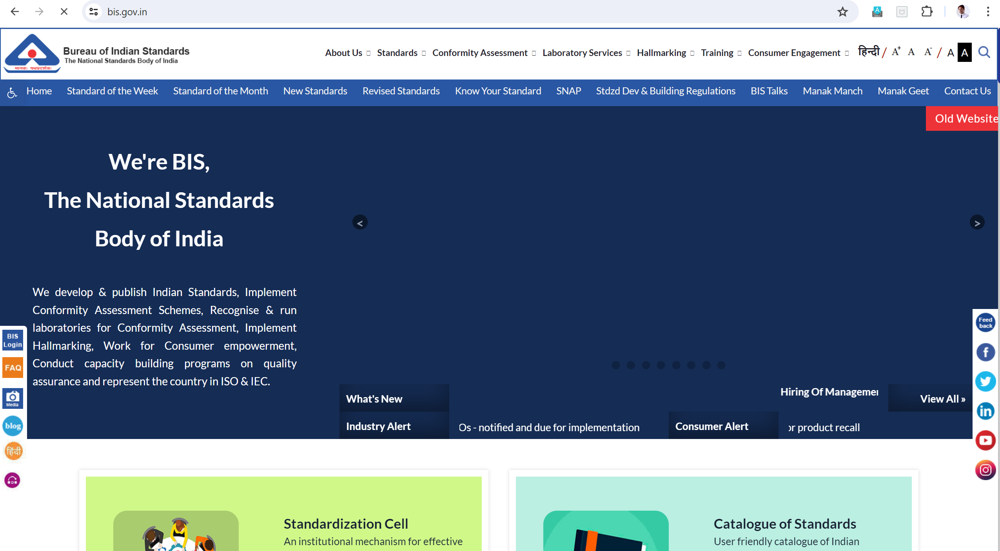 bis.gov.in
Bureau of Indian Standards
The National Standards Body of India
मानकः पथप्रदर्शकः
About Us Standards Conformity Assessment Laboratory Services Hallmarking Training Consumer Engagement हिन्दी / A+ A A- / A A
Home Standard of the Week Standard of the Month New Standards Revised Standards Know Your Standard SNAP Stdzd Dev & Building Regulations BIS Talks Manak Manch Manak Geet Contact Us
Old Website
We're BIS,
The National Standards
Body of India
< >
We develop & publish Indian Standards, Implement
Conformity Assessment Schemes, Recognise & run
laboratories for Conformity Assessment, Implement
Hallmarking, Work for Consumer empowerment,
Conduct capacity building programs on quality
assurance and represent the country in ISO & IEC.
BIS
Login
FAQ
Media
blog
हिंदी
Feed
back
What's New
Hiring Of Managemen
View All »
Industry Alert
Os - notified and due for implementation
Consumer Alert
or product recall
Standardization Cell
An institutional mechanism for effective
Catalogue of Standards
User friendly catalogue of Indian